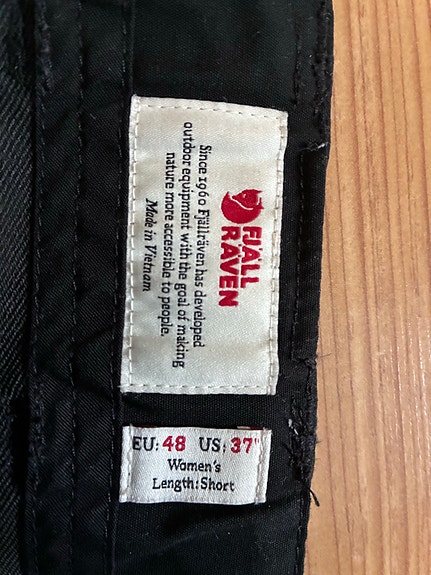 FJÄLL
RÄVEN
Since 1960 Fjällräven has developed
outdoor equipment with the goal of making
nature more accessible to people.
Made in Vietnam
EU: 48 US: 37"
Women's
Length: Short